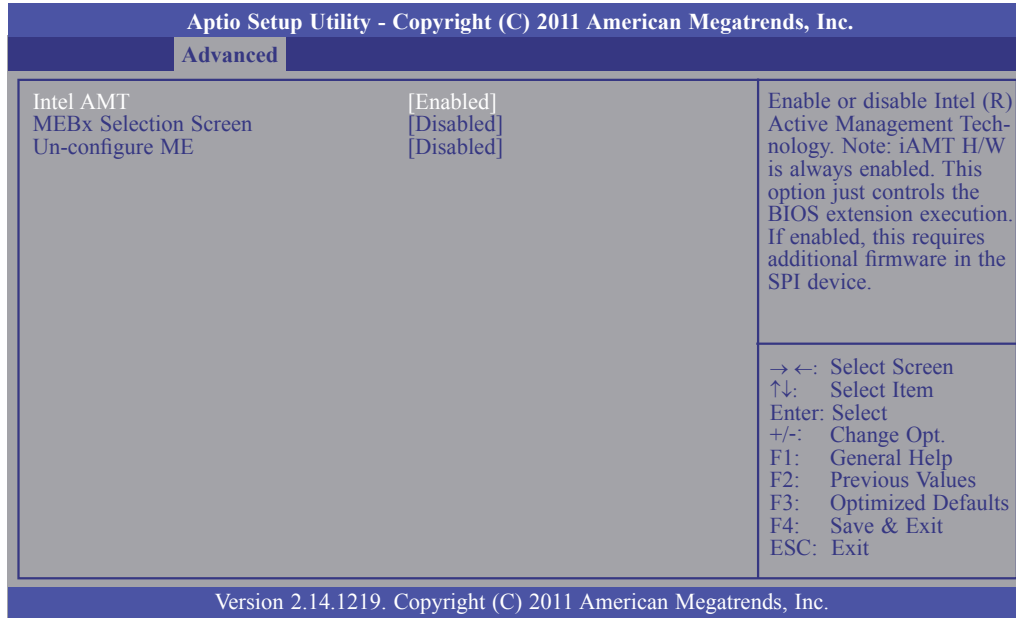 Aptio Setup Utility - Copyright (C) 2011 American Megatrends, Inc.
Advanced
Intel AMT [Enabled]
MEBx Selection Screen [Disabled]
Un-configure ME [Disabled]
Enable or disable Intel (R)
Active Management Tech-
nology. Note: iAMT H/W
is always enabled. This
option just controls the
BIOS extension execution.
If enabled, this requires
additional firmware in the
SPI device.
→ ←: Select Screen
↑↓: Select Item
Enter: Select
+/-: Change Opt.
F1: General Help
F2: Previous Values
F3: Optimized Defaults
F4: Save & Exit
ESC: Exit
Version 2.14.1219. Copyright (C) 2011 American Megatrends, Inc.